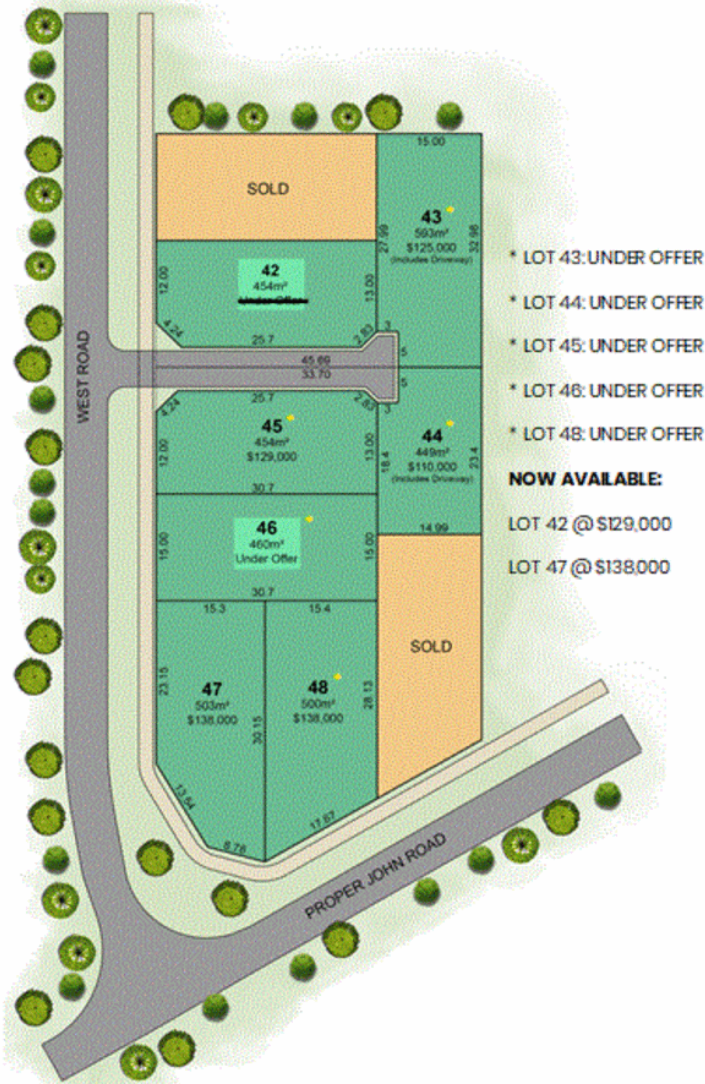 15.00
SOLD
43
593m²
$125,000
(Includes Driveway)
27.99
32.98
42
454m²
Under Offer
12.00
13.00
4.24
25.7
2.83
3
5
45.69
33.70
5
3
4.24
25.7
2.83
WEST ROAD
45
454m²
$129,000
12.00
13.00
30.7
44
449m²
$110,000
(Includes Driveway)
18.4
23.4
14.99
46
460m²
Under Offer
15.00
15.00
30.7
15.3
15.4
47
503m²
$138,000
23.15
30.15
48
500m²
$138,000
28.13
SOLD
13.54
8.78
17.67
PROPER JOHN ROAD
* LOT 43: UNDER OFFER
* LOT 44: UNDER OFFER
* LOT 45: UNDER OFFER
* LOT 46: UNDER OFFER
* LOT 48: UNDER OFFER
NOW AVAILABLE:
LOT 42 @ $129,000
LOT 47 @ $138,000